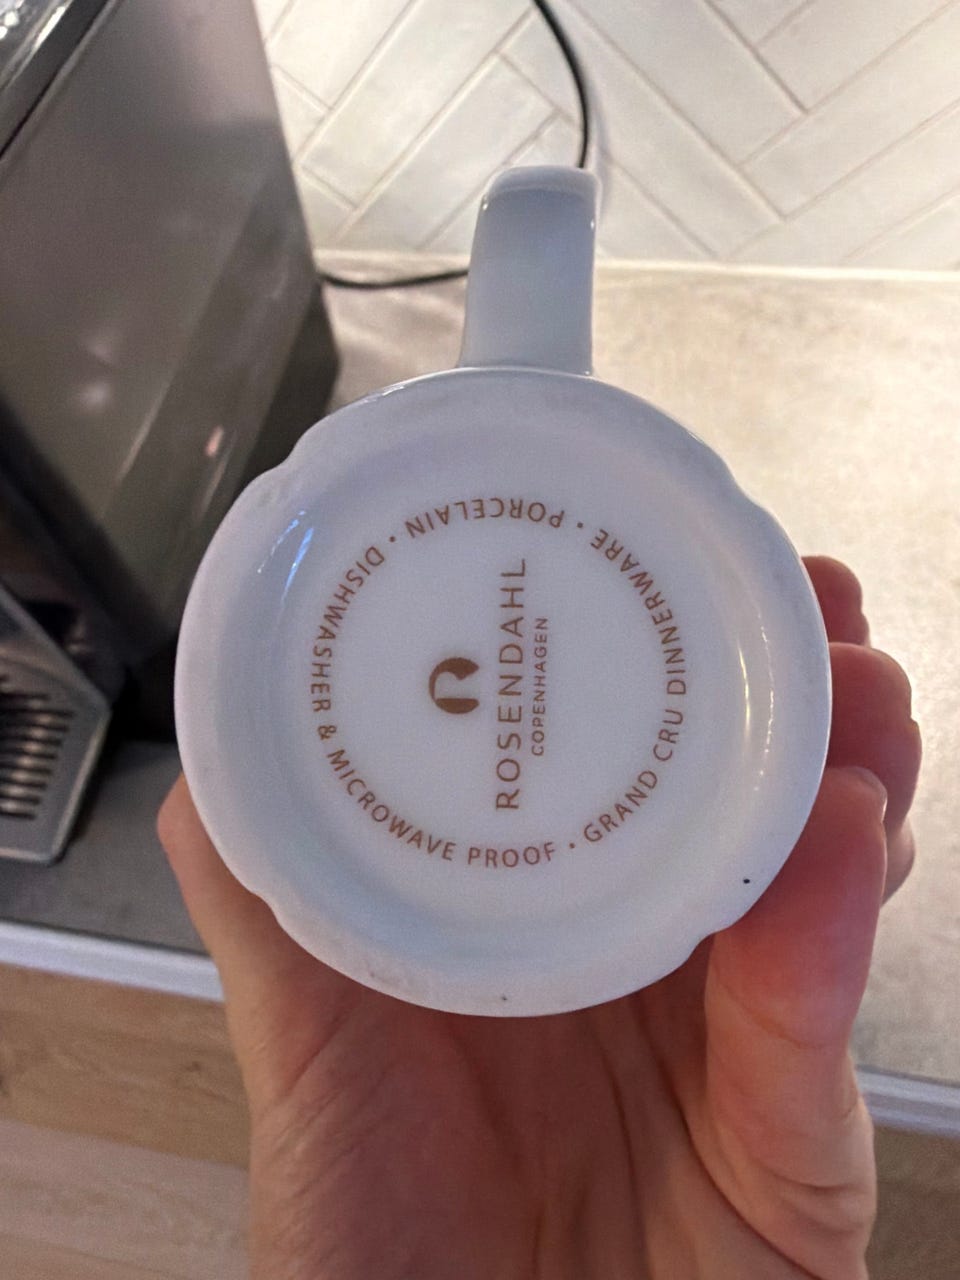 ROSENDAHL
COPENHAGEN
GRAND CRU DINNERWARE • PORCELAIN • DISHWASHER & MICROWAVE PROOF •